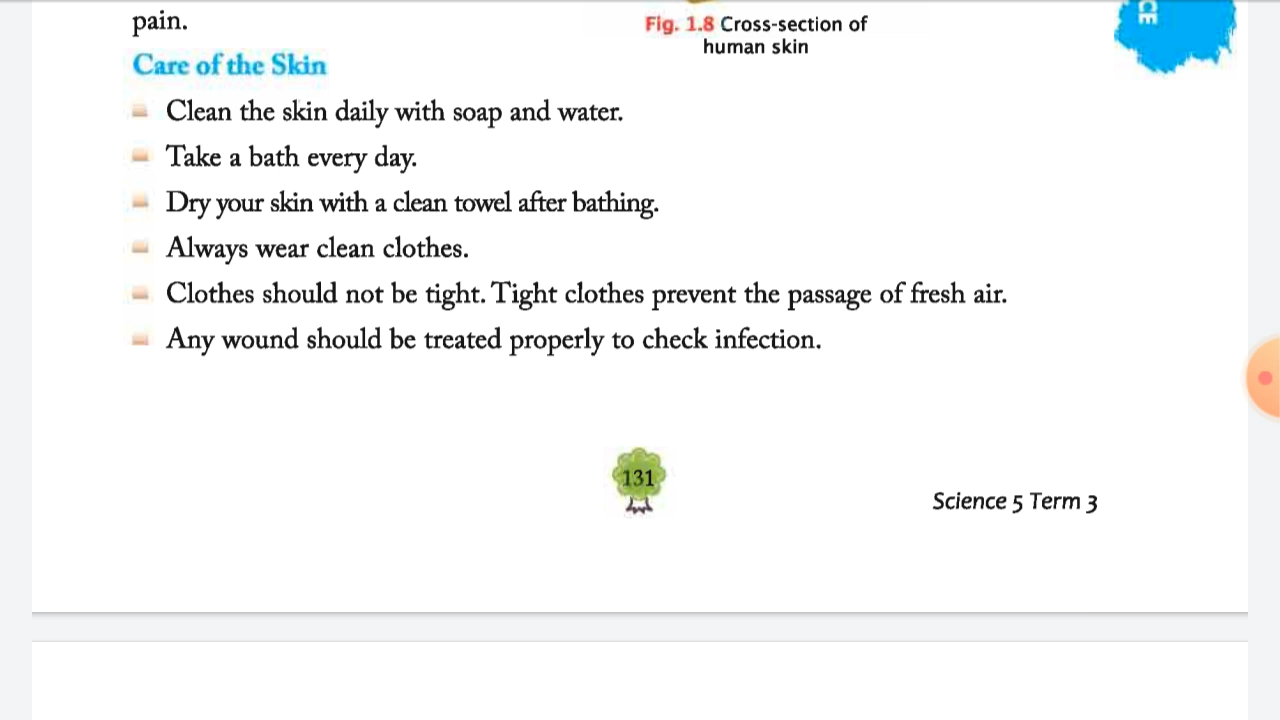 pain.
Fig. 1.8 Cross-section of
human skin
CE
Care of the Skin
Clean the skin daily with soap and water.
Take a bath every day.
Dry your skin with a clean towel after bathing.
Always wear clean clothes.
Clothes should not be tight. Tight clothes prevent the passage of fresh air.
Any wound should be treated properly to check infection.
131
Science 5 Term 3